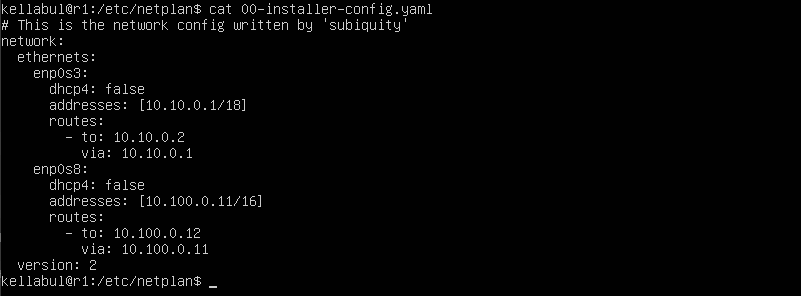 kellabul@r1:/etc/netplan$ cat 00-installer-config.yaml
# This is the network config written by 'subiquity'
network:
  ethernets:
    enp0s3:
      dhcp4: false
      addresses: [10.10.0.1/18]
      routes:
        - to: 10.10.0.2
          via: 10.10.0.1
    enp0s8:
      dhcp4: false
      addresses: [10.100.0.11/16]
      routes:
        - to: 10.100.0.12
          via: 10.100.0.11
  version: 2
kellabul@r1:/etc/netplan$ _